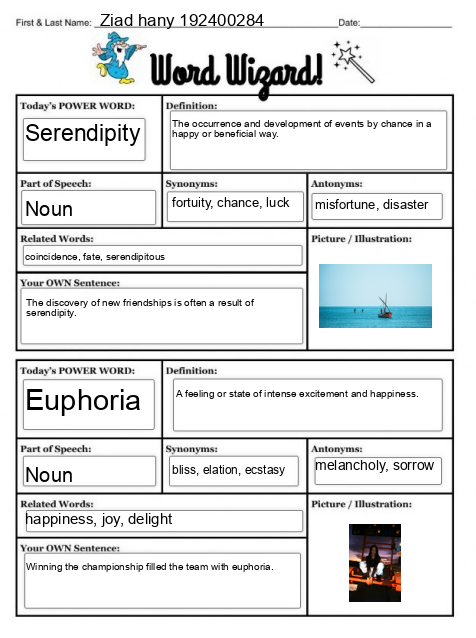 First & Last Name: Ziad hany 192400284 Date:
Word Wizard!
Today's POWER WORD:
Serendipity
Definition:
The occurrence and development of events by chance in a
happy or beneficial way.
Part of Speech:
Noun
Synonyms:
fortuity, chance, luck
Antonyms:
misfortune, disaster
Related Words:
coincidence, fate, serendipitous
Picture / Illustration:
Your OWN Sentence:
The discovery of new friendships is often a result of
serendipity.
Today's POWER WORD:
Euphoria
Definition:
A feeling or state of intense excitement and happiness.
Part of Speech:
Noun
Synonyms:
bliss, elation, ecstasy
Antonyms:
melancholy, sorrow
Related Words:
happiness, joy, delight
Picture / Illustration:
Your OWN Sentence:
Winning the championship filled the team with euphoria.